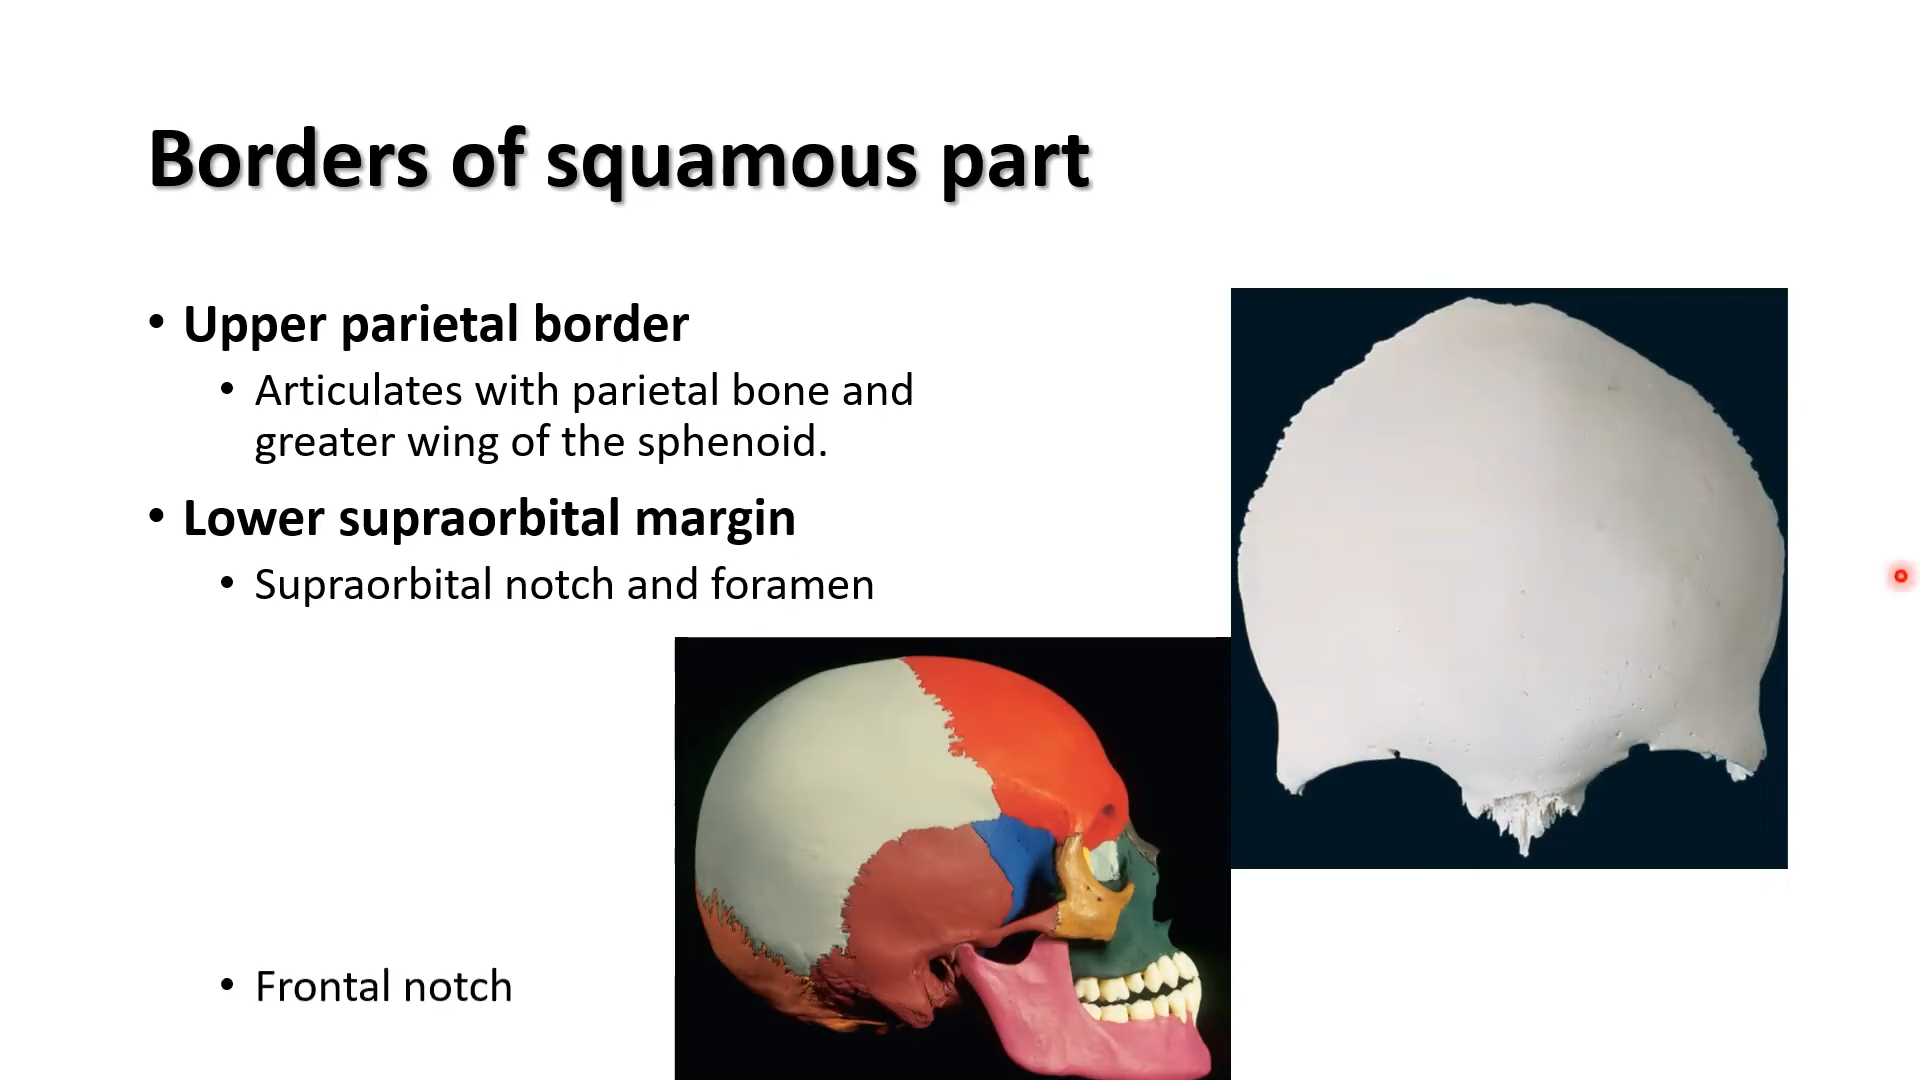 Borders of squamous part
• Upper parietal border
• Articulates with parietal bone and
greater wing of the sphenoid.
• Lower supraorbital margin
• Supraorbital notch and foramen
• Frontal notch